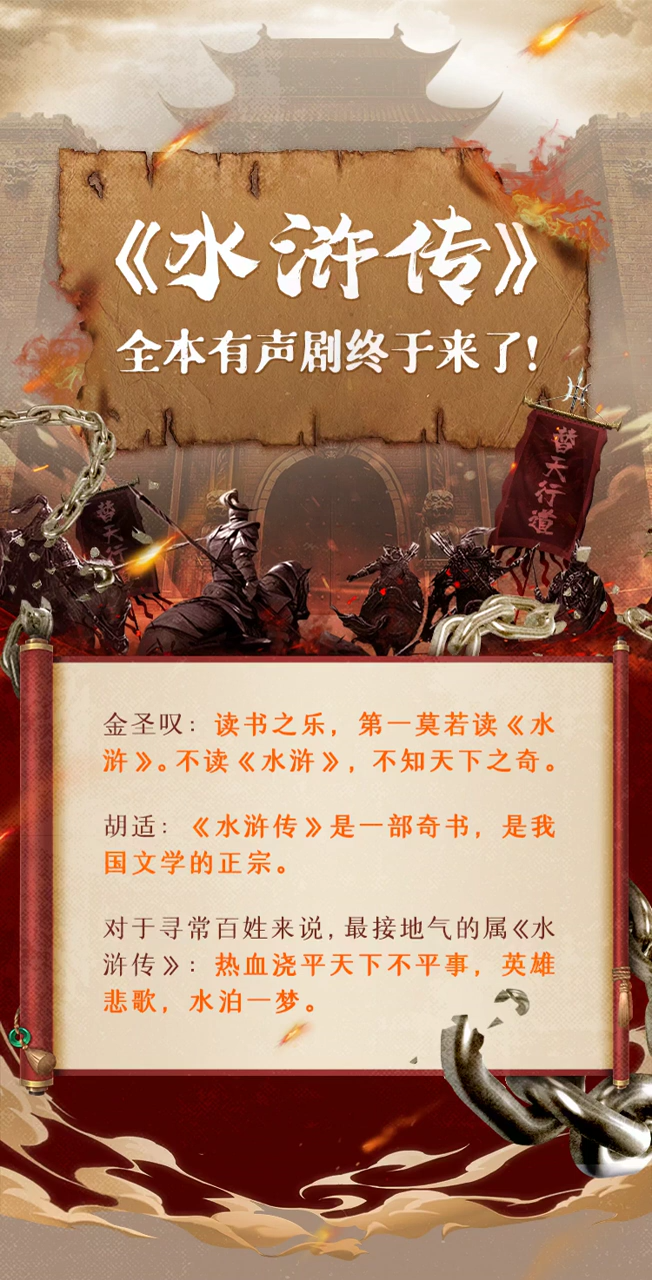 《水浒传》
全本有声剧终于来了!
替天行道
替天行
金圣叹：读书之乐，第一莫若读《水
浒》。不读《水浒》，不知天下之奇。
胡适：《水浒传》是一部奇书，是我
国文学的正宗。
对于寻常百姓来说，最接地气的属《水
浒传》：热血浇平天下不平事，英雄
悲歌，水泊一梦。